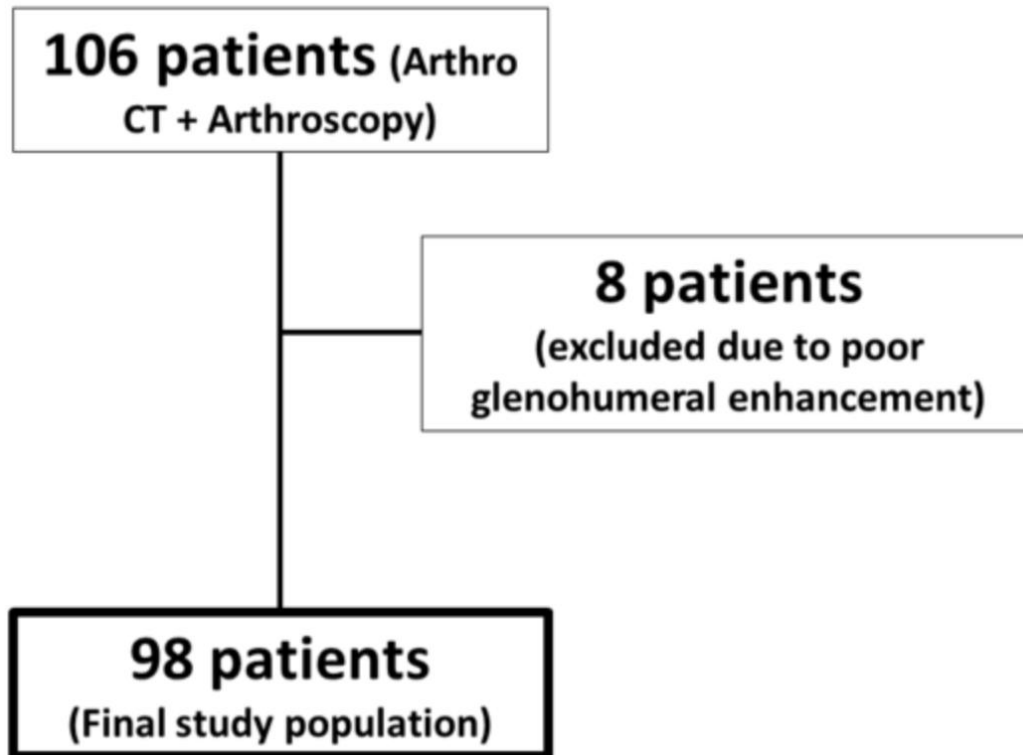 106 patients (Arthro
CT + Arthroscopy)
8 patients
(excluded due to poor
glenohumeral enhancement)
98 patients
(Final study population)